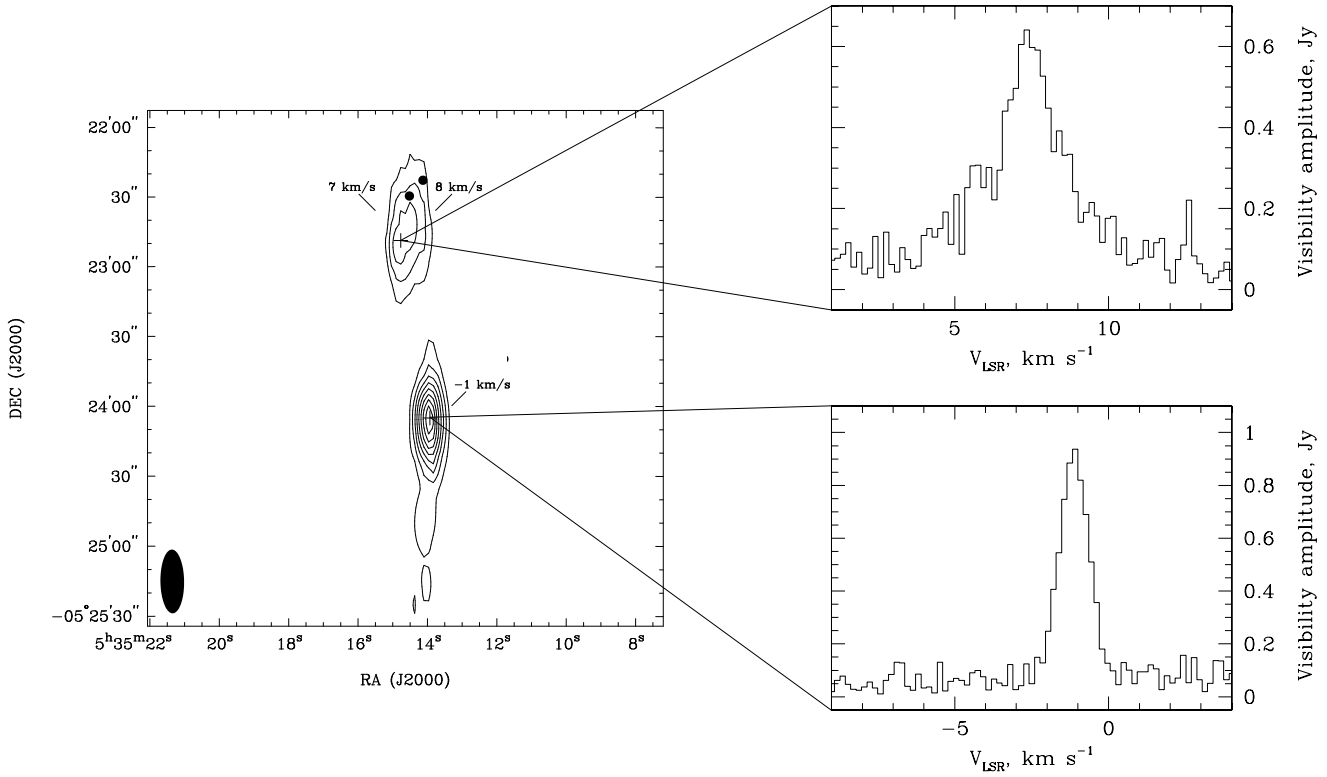 22'00"
30"
23'00"
30"
24'00"
30"
25'00"
−05°25'30"
DEC (J2000)
5ʰ35ᵐ22ˢ 20ˢ 18ˢ 16ˢ 14ˢ 12ˢ 10ˢ 8ˢ
RA (J2000)
7 km/s
8 km/s
−1 km/s
0.6
0.4
0.2
0
Visibility amplitude, Jy
5 10
V_LSR, km s⁻¹
1
0.8
0.6
0.4
0.2
0
Visibility amplitude, Jy
−5 0
V_LSR, km s⁻¹